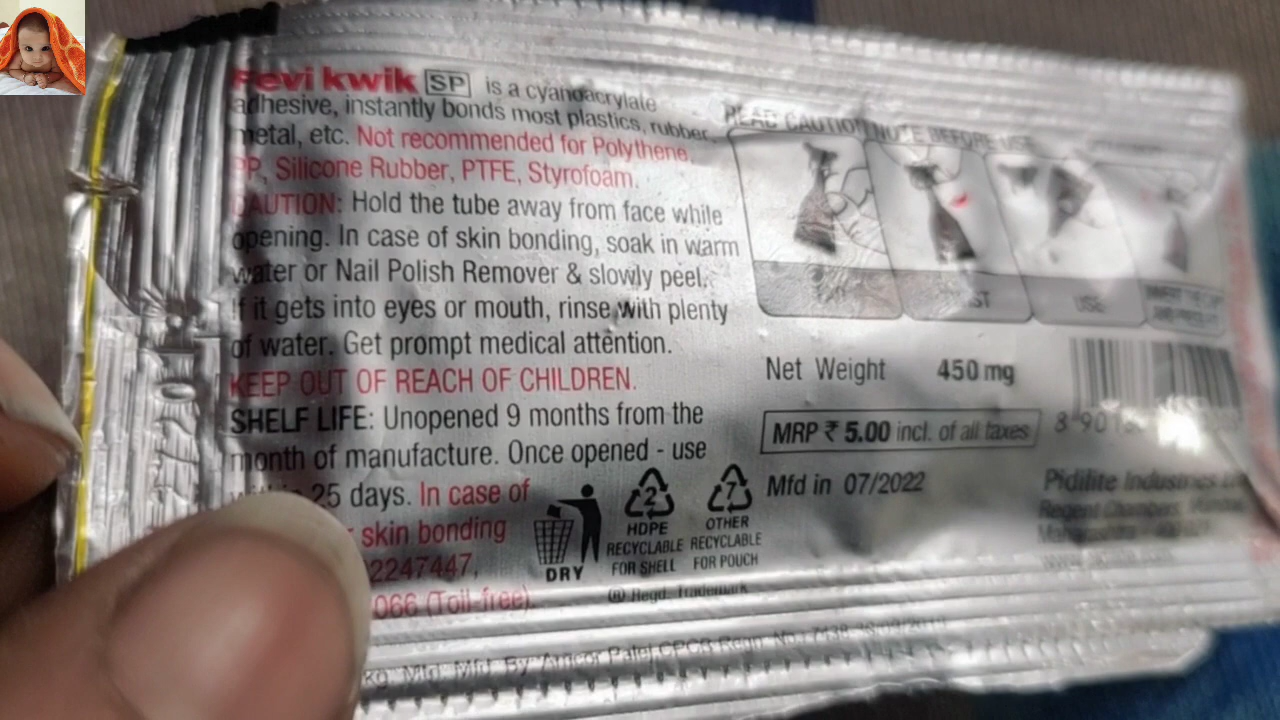 Fevi kwik SP is a cyanoacrylate
adhesive, instantly bonds most plastics, rubber,
metal, etc. Not recommended for Polythene,
PP, Silicone Rubber, PTFE, Styrofoam.
CAUTION: Hold the tube away from face while
opening. In case of skin bonding, soak in warm
water or Nail Polish Remover & slowly peel.
If it gets into eyes or mouth, rinse with plenty
of water. Get prompt medical attention.
KEEP OUT OF REACH OF CHILDREN.
SHELF LIFE: Unopened 9 months from the
month of manufacture. Once opened - use
25 days. In case of
skin bonding
2247447,
066 (Toll-free).
DRY
2
HDPE
RECYCLABLE
FOR SHELL
7
OTHER
RECYCLABLE
FOR POUCH
® Regd. Trademark
READ CAUTION NOTE BEFORE USE
USE
Net Weight 450 mg
MRP ₹ 5.00 incl. of all taxes
Mfd in 07/2022
8 901
Pidilite Industries
Regent Chambers,